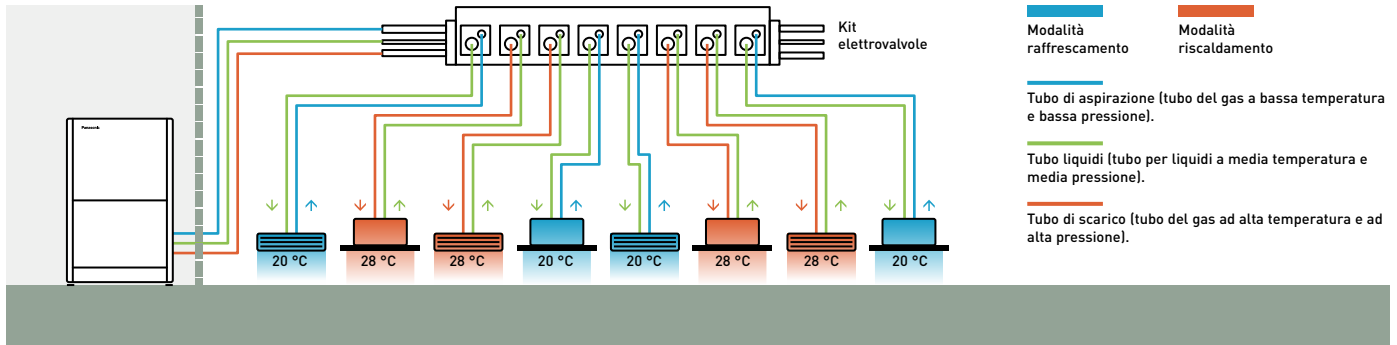 Kit
elettrovalvole
Panasonic
20 °C
28 °C
28 °C
20 °C
20 °C
28 °C
28 °C
20 °C
Modalità
raffrescamento
Modalità
riscaldamento
Tubo di aspirazione (tubo del gas a bassa temperatura
e bassa pressione).
Tubo liquidi (tubo per liquidi a media temperatura e
media pressione).
Tubo di scarico (tubo del gas ad alta temperatura e ad
alta pressione).